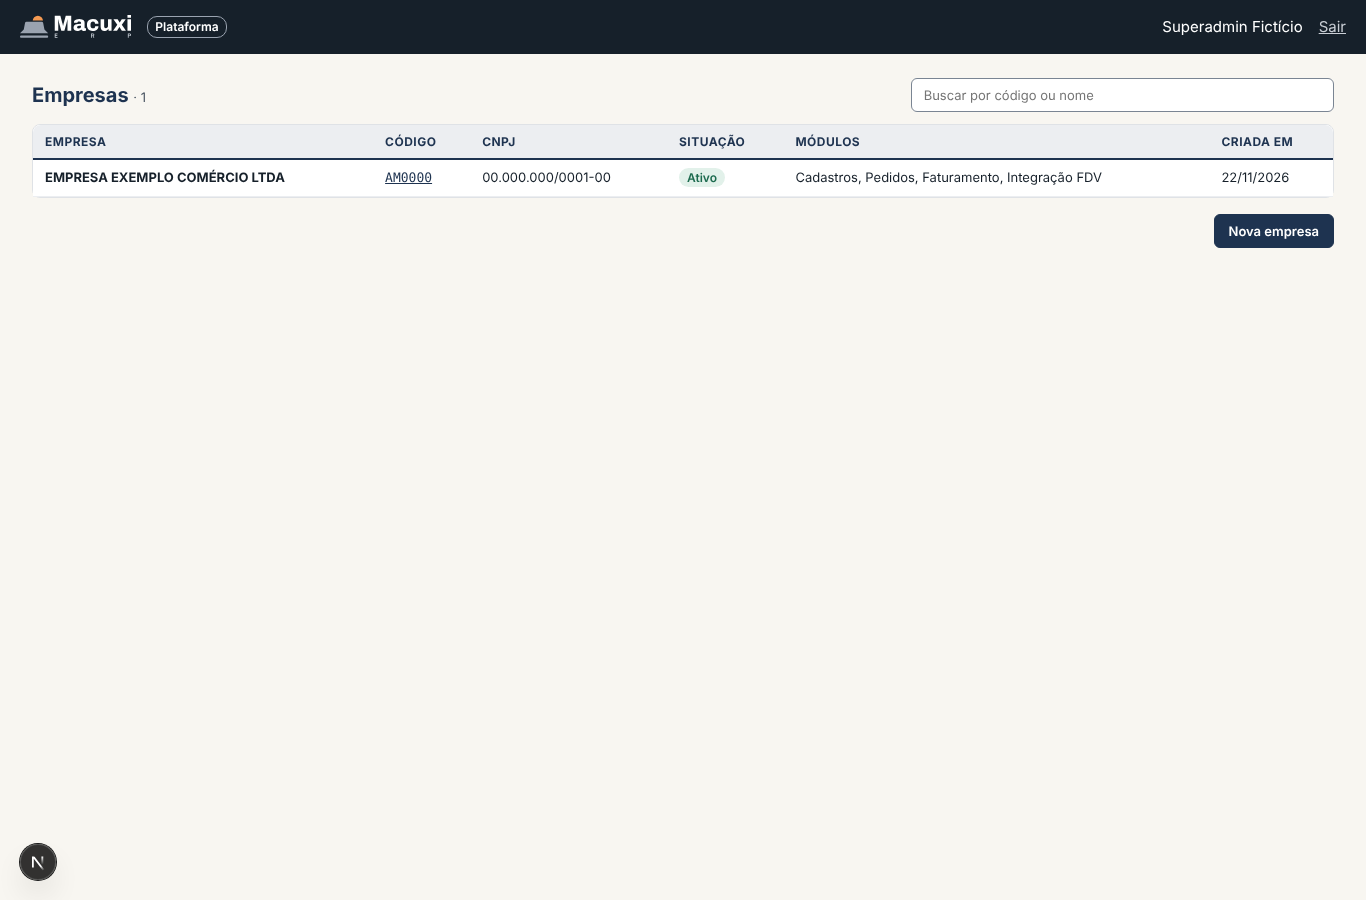 Macuxi
E R P
Plataforma
Superadmin Fictício Sair
Empresas · 1
Buscar por código ou nome
EMPRESA CÓDIGO CNPJ SITUAÇÃO MÓDULOS CRIADA EM
EMPRESA EXEMPLO COMÉRCIO LTDA AM0000 00.000.000/0001-00 Ativo Cadastros, Pedidos, Faturamento, Integração FDV 22/11/2026
Nova empresa
N